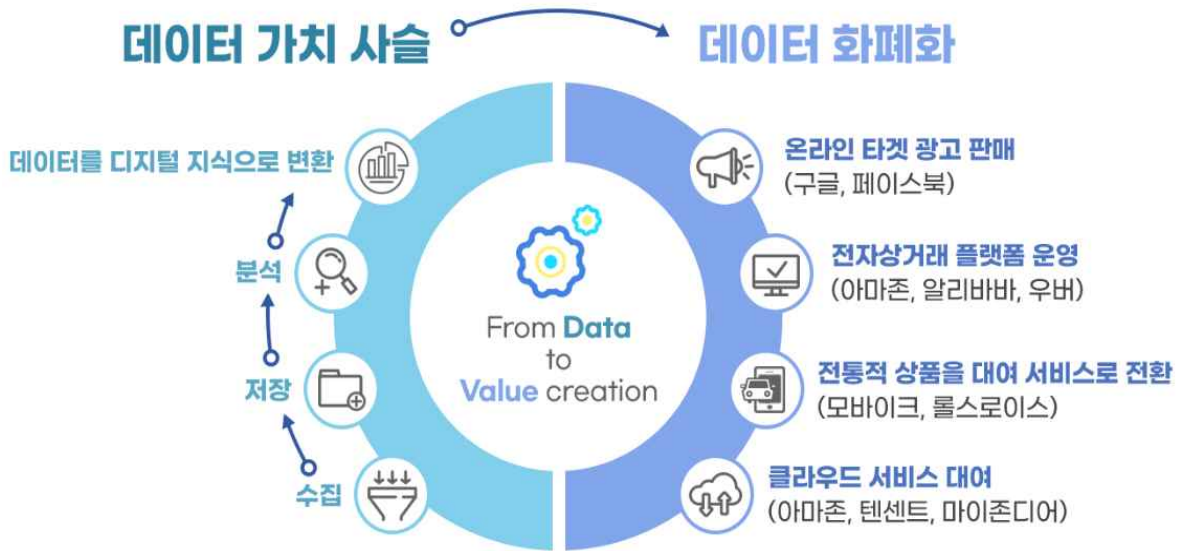 데이터 가치 사슬
데이터 화폐화
데이터를 디지털 지식으로 변환
분석
저장
수집
From Data
to
Value creation
온라인 타겟 광고 판매
(구글, 페이스북)
전자상거래 플랫폼 운영
(아마존, 알리바바, 우버)
전통적 상품을 대여 서비스로 전환
(모바이크, 롤스로이스)
클라우드 서비스 대여
(아마존, 텐센트, 마이존디어)